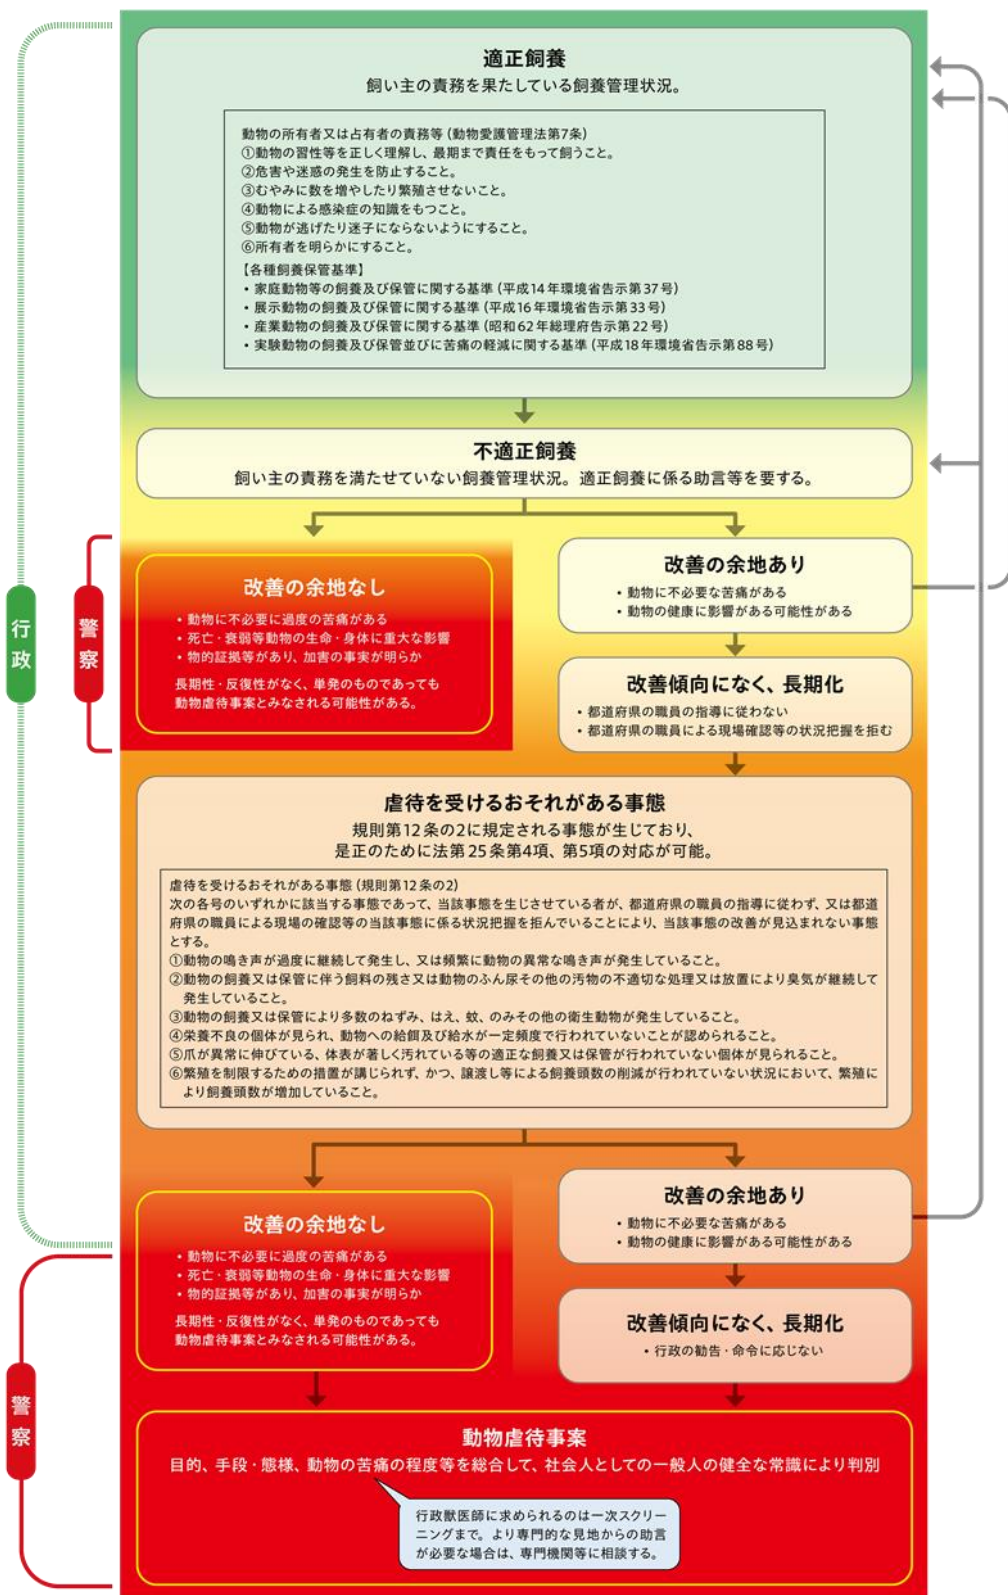 適正飼養
飼い主の責務を果たしている飼養管理状況。
動物の所有者又は占有者の責務等(動物愛護管理法第7条)
①動物の習性等を正しく理解し、最期まで責任をもって飼うこと。
②危害や迷惑の発生を防止すること。
③むやみに数を増やしたり繁殖させないこと。
④動物による感染症の知識をもつこと。
⑤動物が逃げたり迷子にならないようにすること。
⑥所有者を明らかにすること。
【各種飼養保管基準】
・家庭動物等の飼養及び保管に関する基準(平成14年環境省告示第37号)
・展示動物の飼養及び保管に関する基準(平成16年環境省告示第33号)
・産業動物の飼養及び保管に関する基準(昭和62年総理府告示第22号)
・実験動物の飼養及び保管並びに苦痛の軽減に関する基準(平成18年環境省告示第88号)
不適正飼養
飼い主の責務を満たせていない飼養管理状況。適正飼養に係る助言等を要する。
行政
警察
改善の余地なし
・動物に不必要に過度の苦痛がある
・死亡・衰弱等動物の生命・身体に重大な影響
・物的証拠等があり、加害の事実が明らか
長期性・反復性がなく、単発のものであっても
動物虐待事案とみなされる可能性がある。
改善の余地あり
・動物に不必要な苦痛がある
・動物の健康に影響がある可能性がある
改善傾向になく、長期化
・都道府県の職員の指導に従わない
・都道府県の職員による現場確認等の状況把握を拒む
虐待を受けるおそれがある事態
規則第12条の2に規定される事態が生じており、
是正のために法第25条第4項、第5項の対応が可能。
虐待を受けるおそれがある事態(規則第12条の2)
次の各号のいずれかに該当する事態であって、当該事態を生じさせている者が、都道府県の職員の指導に従わず、又は都道
府県の職員による現場の確認等の当該事態に係る状況把握を拒んでいることにより、当該事態の改善が見込まれない事態
とする。
①動物の鳴き声が過度に継続して発生し、又は頻繁に動物の異常な鳴き声が発生していること。
②動物の飼養又は保管に伴う飼料の残さ又は動物のふん尿その他の汚物の不適切な処理又は放置により臭気が継続して
発生していること。
③動物の飼養又は保管により多数のねずみ、はえ、蚊、のみその他の衛生動物が発生していること。
④栄養不良の個体が見られ、動物への給餌及び給水が一定頻度で行われていないことが認められること。
⑤爪が異常に伸びている、体表が著しく汚れている等の適正な飼養又は保管が行われていない個体が見られること。
⑥繁殖を制限するための措置が講じられず、かつ、譲渡し等による飼養頭数の削減が行われていない状況において、繁殖に
より飼養頭数が増加していること。
改善の余地なし
・動物に不必要に過度の苦痛がある
・死亡・衰弱等動物の生命・身体に重大な影響
・物的証拠等があり、加害の事実が明らか
長期性・反復性がなく、単発のものであっても
動物虐待事案とみなされる可能性がある。
改善の余地あり
・動物に不必要な苦痛がある
・動物の健康に影響がある可能性がある
改善傾向になく、長期化
・行政の勧告・命令に応じない
警察
動物虐待事案
目的、手段・態様、動物の苦痛の程度等を総合して、社会人としての一般人の健全な常識により判別
行政獣医師に求められるのは一次スクリー
ニングまで。より専門的な見地からの助言
が必要な場合は、専門機関等に相談する。